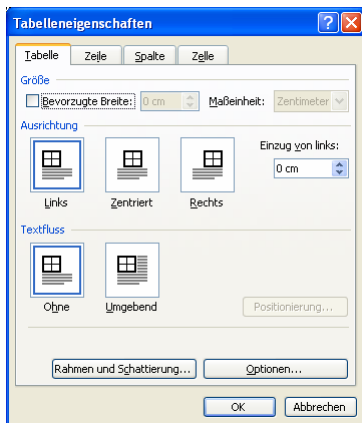 Tabelleneigenschaften
Tabelle Zeile Spalte Zelle
Größe
Bevorzugte Breite: 0 cm Maßeinheit: Zentimeter
Ausrichtung
Einzug von links:
0 cm
Links Zentriert Rechts
Textfluss
Ohne Umgebend Positionierung...
Rahmen und Schattierung... Optionen...
OK Abbrechen